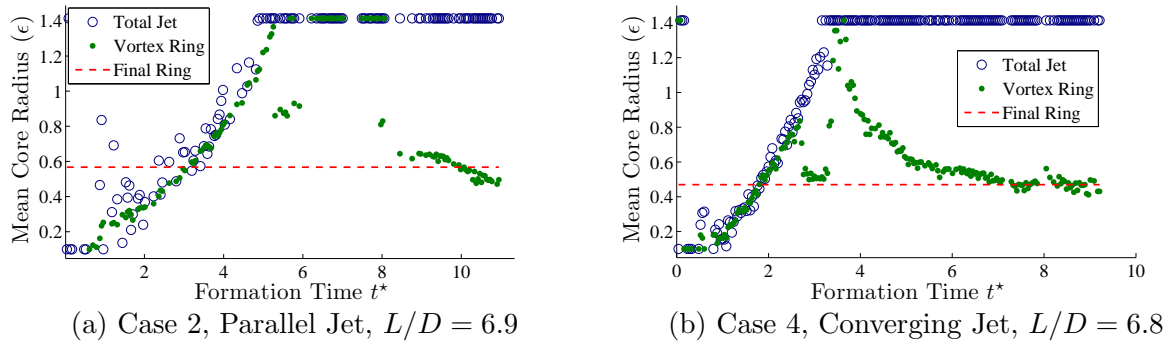 1.4
1.2
1
0.8
0.6
0.4
0.2
Mean Core Radius (ϵ)
Total Jet
Vortex Ring
Final Ring
2
4
6
8
10
Formation Time t⋆
(a) Case 2, Parallel Jet, L/D = 6.9
1.4
1.2
1
0.8
0.6
0.4
0.2
Mean Core Radius (ϵ)
Total Jet
Vortex Ring
Final Ring
0
2
4
6
8
10
Formation Time t⋆
(b) Case 4, Converging Jet, L/D = 6.8